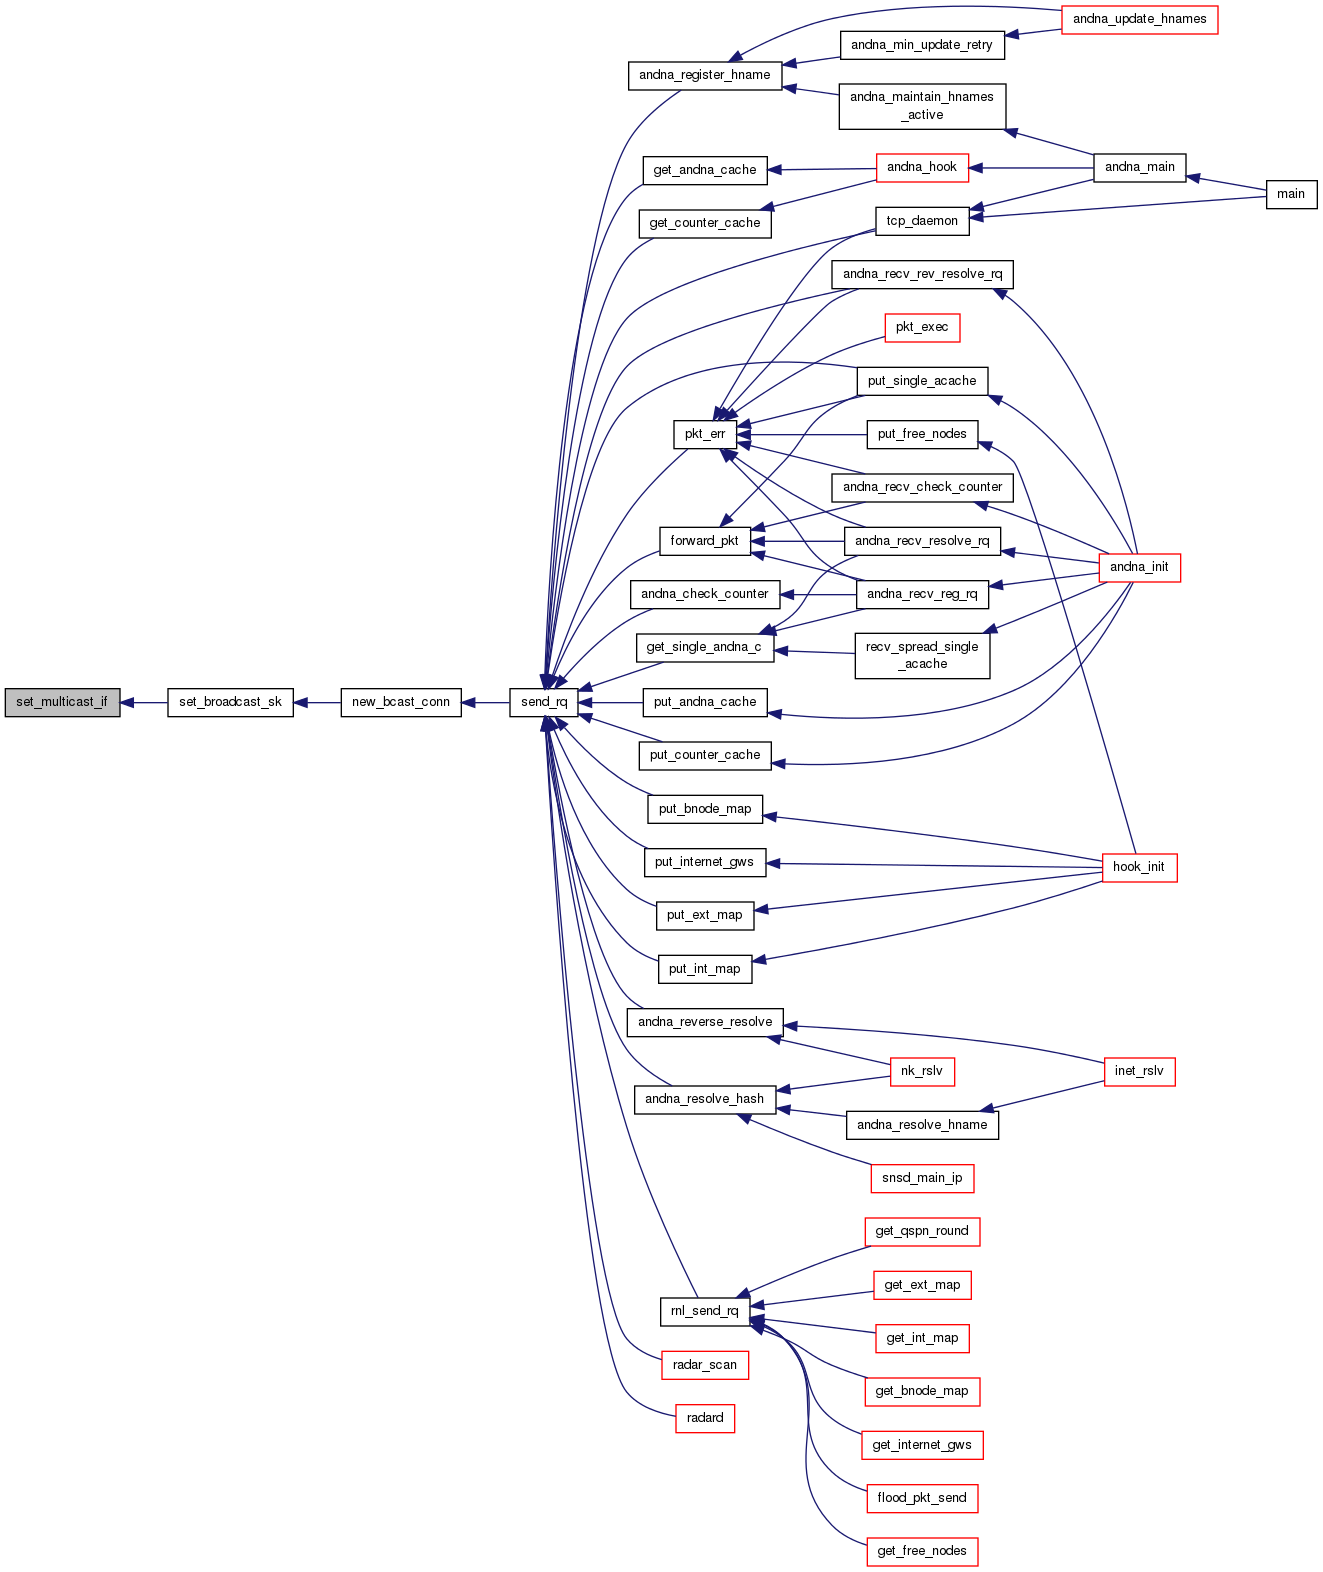 andna_update_hnames
andna_min_update_retry
andna_register_hname
andna_maintain_hnames
_active
get_andna_cache
andna_hook
andna_main
main
get_counter_cache
tcp_daemon
andna_recv_rev_resolve_rq
pkt_exec
put_single_acache
pkt_err
put_free_nodes
andna_recv_check_counter
forward_pkt
andna_recv_resolve_rq
andna_init
andna_check_counter
andna_recv_reg_rq
get_single_andna_c
recv_spread_single
_acache
set_multicast_if
set_broadcast_sk
new_bcast_conn
send_rq
put_andna_cache
put_counter_cache
put_bnode_map
put_internet_gws
hook_init
put_ext_map
put_int_map
andna_reverse_resolve
nk_rslv
inet_rslv
andna_resolve_hash
andna_resolve_hname
snsd_main_ip
get_qspn_round
get_ext_map
rnl_send_rq
get_int_map
radar_scan
get_bnode_map
radard
get_internet_gws
flood_pkt_send
get_free_nodes